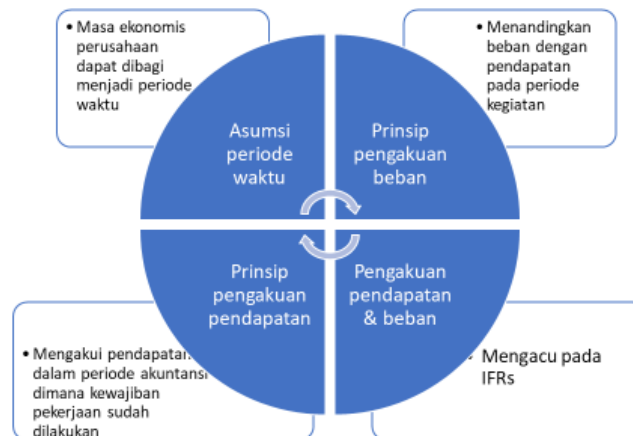 • Masa ekonomis
perusahaan
dapat dibagi
menjadi periode
waktu
• Menandingkan
beban dengan
pendapatan
pada periode
kegiatan
Asumsi
periode
waktu
Prinsip
pengakuan
beban
Prinsip
pengakuan
pendapatan
Pengakuan
pendapatan
& beban
• Mengakui pendapatan
dalam periode akuntansi
dimana kewajiban
pekerjaan sudah
dilakukan
Mengacu pada
IFRs